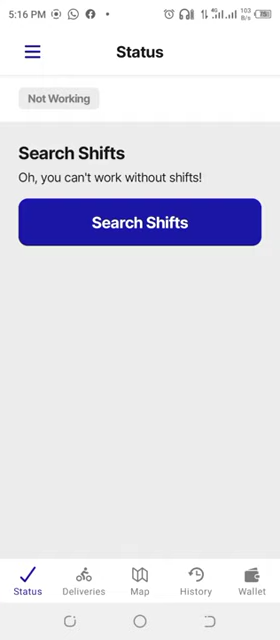 5:16 PM
4G
103 B/s
Status
Not Working
Search Shifts
Oh, you can't work without shifts!
Search Shifts
Status
Deliveries
Map
History
Wallet